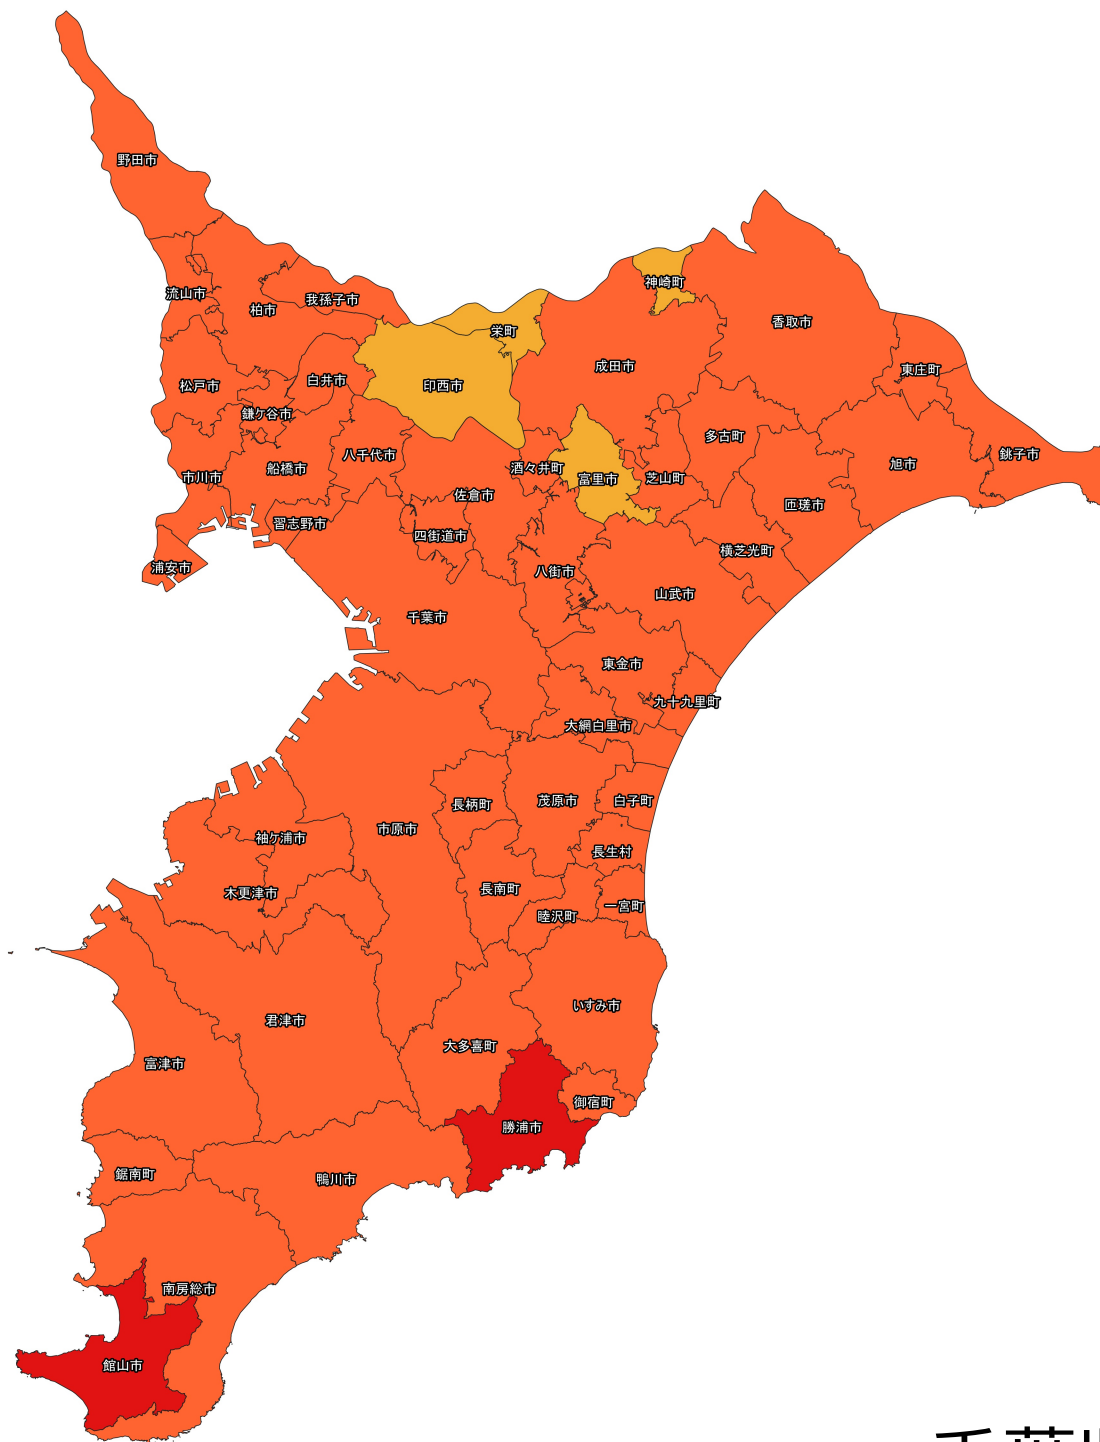 野田市
流山市
柏市
我孫子市
神崎町
香取市
栄町
成田市
東庄町
松戸市
白井市
印西市
鎌ケ谷市
多古町
市川市
船橋市
八千代市
酒々井町
富里市
芝山町
旭市
銚子市
佐倉市
匝瑳市
習志野市
四街道市
横芝光町
浦安市
八街市
山武市
千葉市
東金市
九十九里町
大網白里市
長柄町
茂原市
白子町
市原市
袖ケ浦市
長生村
木更津市
長南町
睦沢町
一宮町
君津市
いすみ市
大多喜町
富津市
御宿町
勝浦市
鋸南町
鴨川市
南房総市
館山市